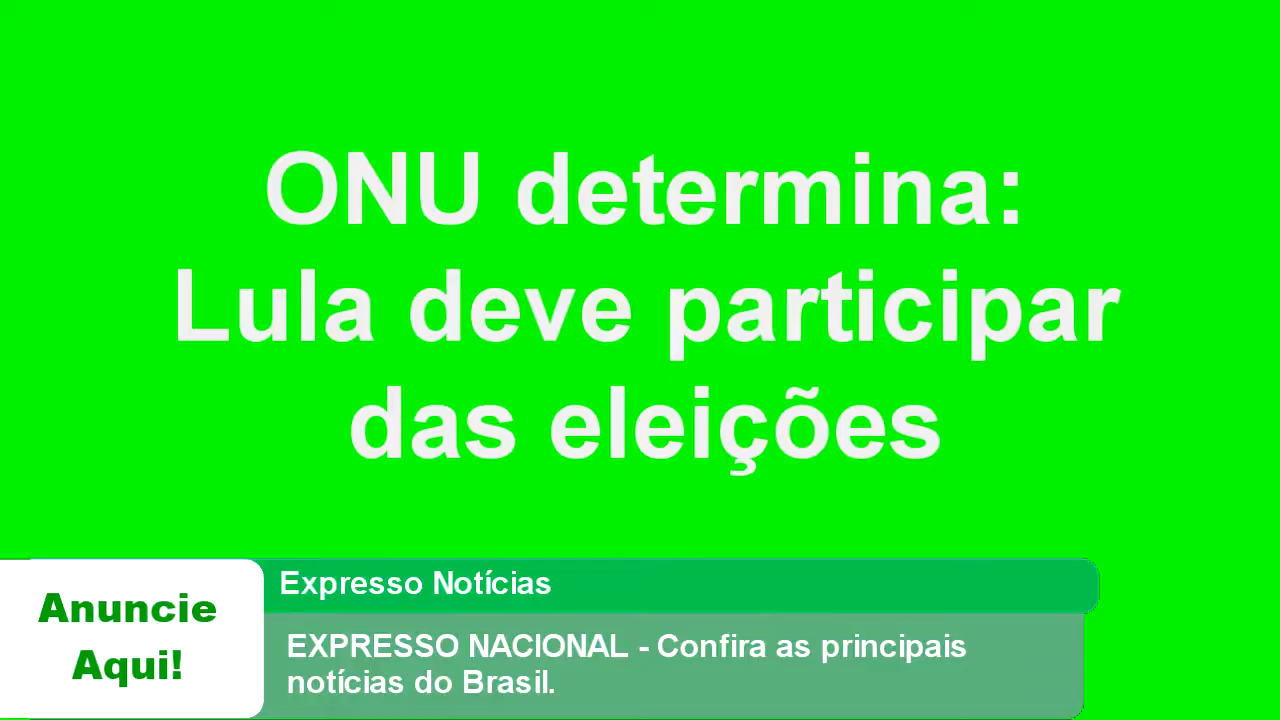 ONU determina:
Lula deve participar
das eleições
Anuncie
Aqui!
Expresso Notícias
EXPRESSO NACIONAL - Confira as principais
notícias do Brasil.